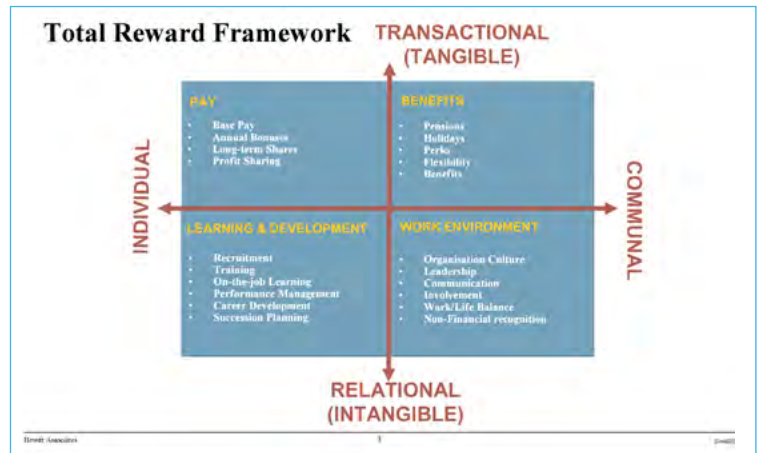 Total Reward Framework
TRANSACTIONAL
(TANGIBLE)
PAY
• Base Pay
• Annual Bonuses
• Long-term Shares
• Profit Sharing
BENEFITS
• Pensions
• Holidays
• Perks
• Flexibility
• Benefits
INDIVIDUAL
COMMUNAL
LEARNING & DEVELOPMENT
• Recruitment
• Training
• On-the-job Learning
• Performance Management
• Career Development
• Succession Planning
WORK ENVIRONMENT
• Organisation Culture
• Leadership
• Communication
• Involvement
• Work/Life Balance
• Non-Financial recognition
RELATIONAL
(INTANGIBLE)
Hewitt Associates